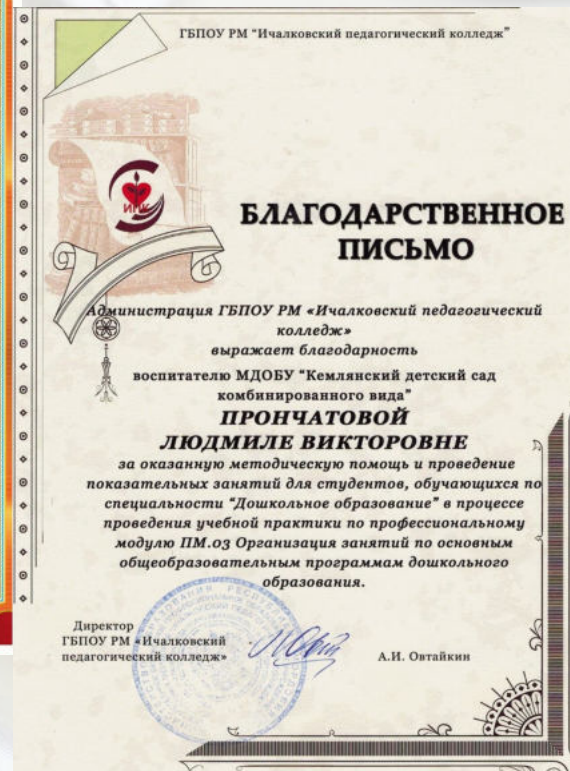 ГБПОУ РМ "Ичалковский педагогический колледж"
ИПК
БЛАГОДАРСТВЕННОЕ
ПИСЬМО
Администрация ГБПОУ РМ «Ичалковский педагогический
колледж»
выражает благодарность
воспитателю МДОБУ "Кемлянский детский сад
комбинированного вида"
ПРОНЧАТОВОЙ
ЛЮДМИЛЕ ВИКТОРОВНЕ
за оказанную методическую помощь и проведение
показательных занятий для студентов, обучающихся по
специальности "Дошкольное образование" в процессе
проведения учебной практики по профессиональному
модулю ПМ.03 Организация занятий по основным
общеобразовательным программам дошкольного
образования.
Директор
ГБПОУ РМ «Ичалковский
педагогический колледж»
А.И. Овтайкин